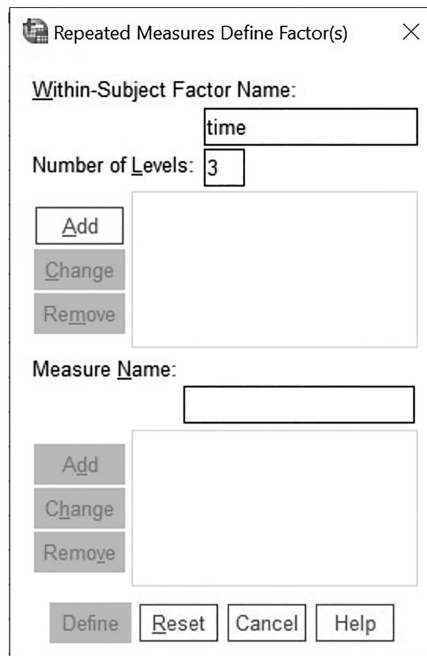 Repeated Measures Define Factor(s)
Within-Subject Factor Name:
time
Number of Levels: 3
Add
Change
Remove
Measure Name:
Add
Change
Remove
Define Reset Cancel Help